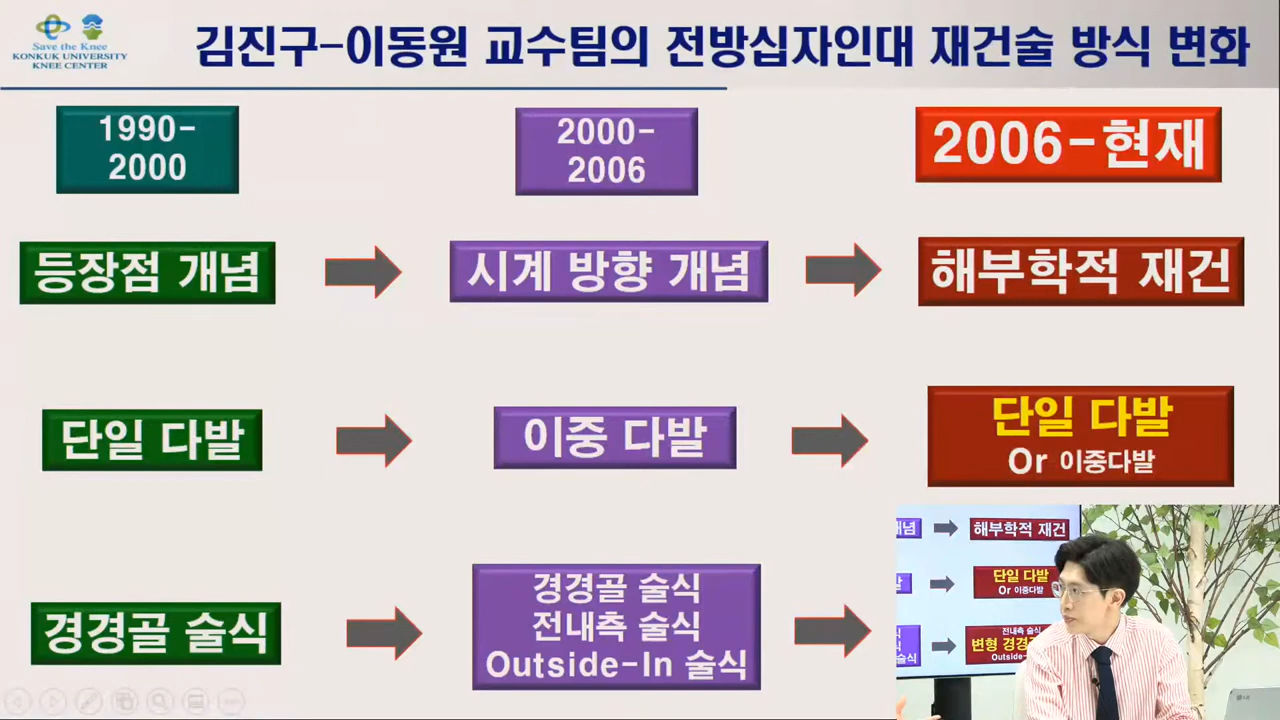 Save the Knee
KONKUK UNIVERSITY
KNEE CENTER
김진구-이동원 교수팀의 전방십자인대 재건술 방식 변화
1990-
2000
2000-
2006
2006-현재
등장점 개념
시계 방향 개념
해부학적 재건
단일 다발
이중 다발
단일 다발
Or 이중다발
경경골 술식
경경골 술식
전내측 술식
Outside-In 술식
개념
해부학적 재건
단일 다발
Or 이중다발
전내측 술식
변형 경경
Outside-
술식
LG